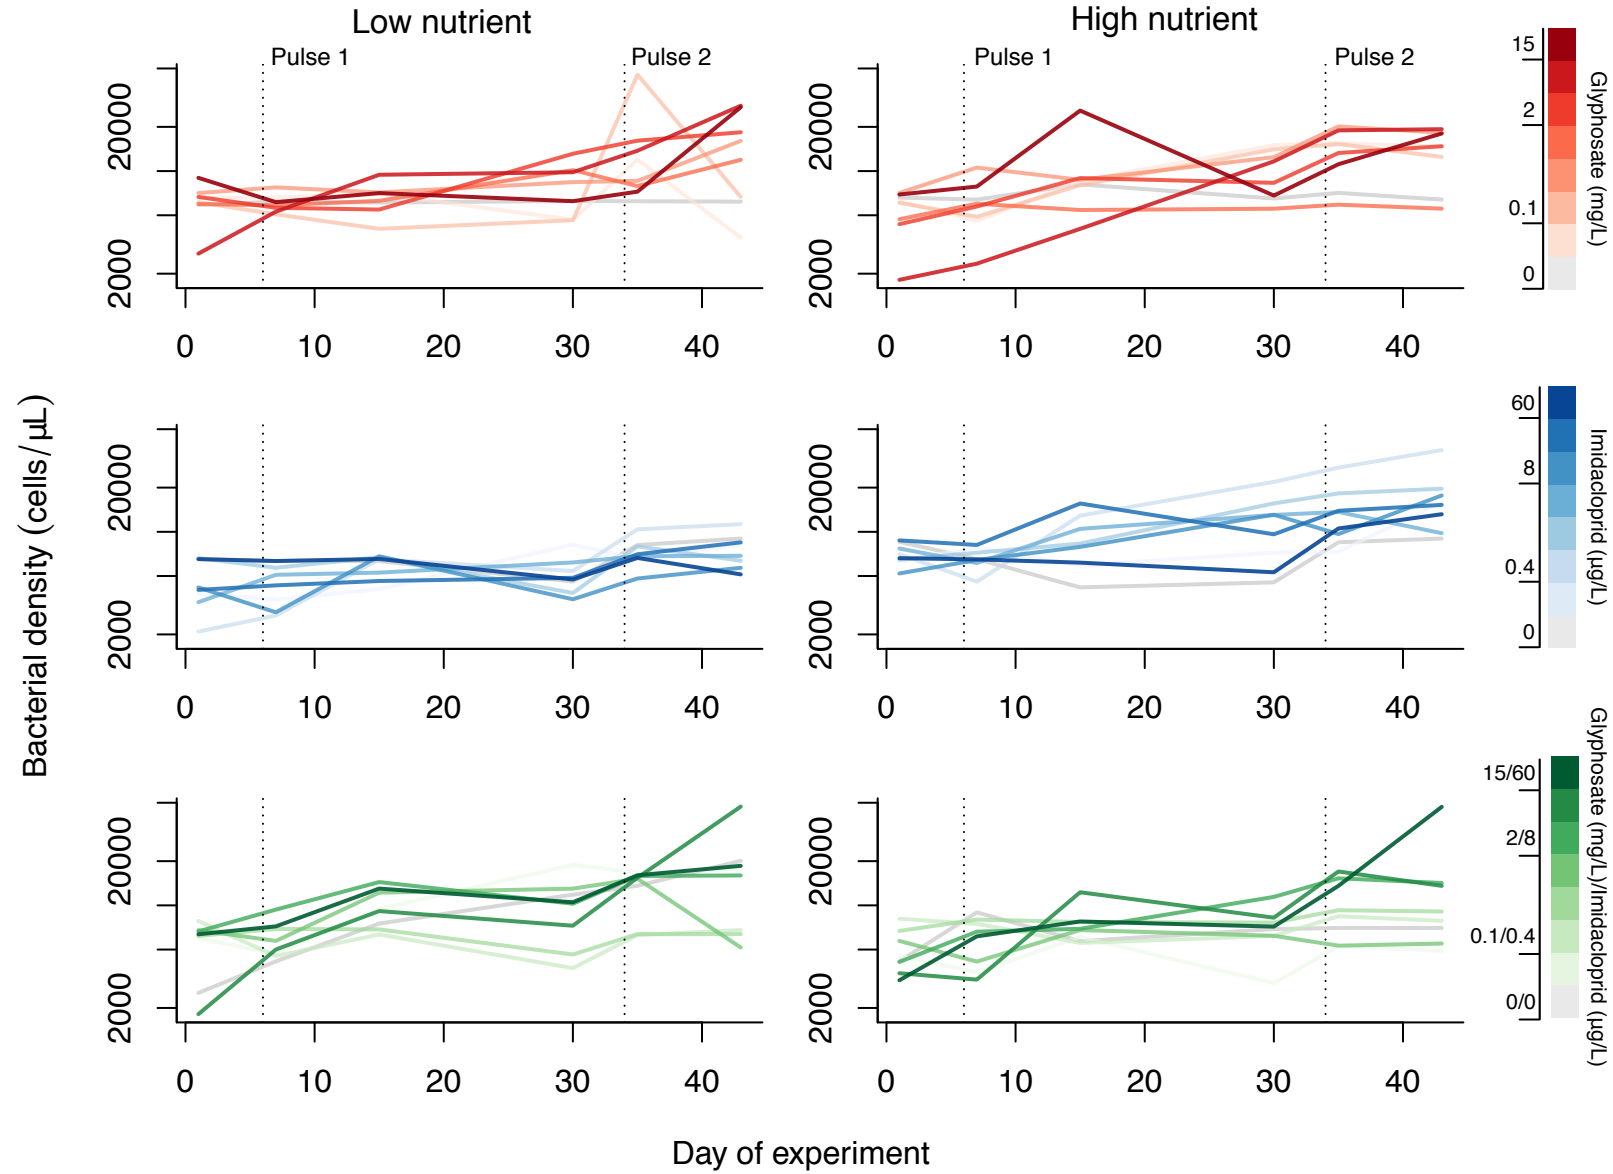 Low nutrient
High nutrient
Pulse 1
Pulse 2
Pulse 1
Pulse 2
20000
2000
0 10 20 30 40
20000
2000
0 10 20 30 40
15
2
0.1
0
Glyphosate (mg/L)
Bacterial density (cells/µL)
20000
2000
0 10 20 30 40
20000
2000
0 10 20 30 40
60
8
0.4
0
Imidacloprid (µg/L)
20000
2000
0 10 20 30 40
20000
2000
0 10 20 30 40
15/60
2/8
0.1/0.4
0/0
Glyphosate (mg/L)/Imidacloprid (µg/L)
Day of experiment